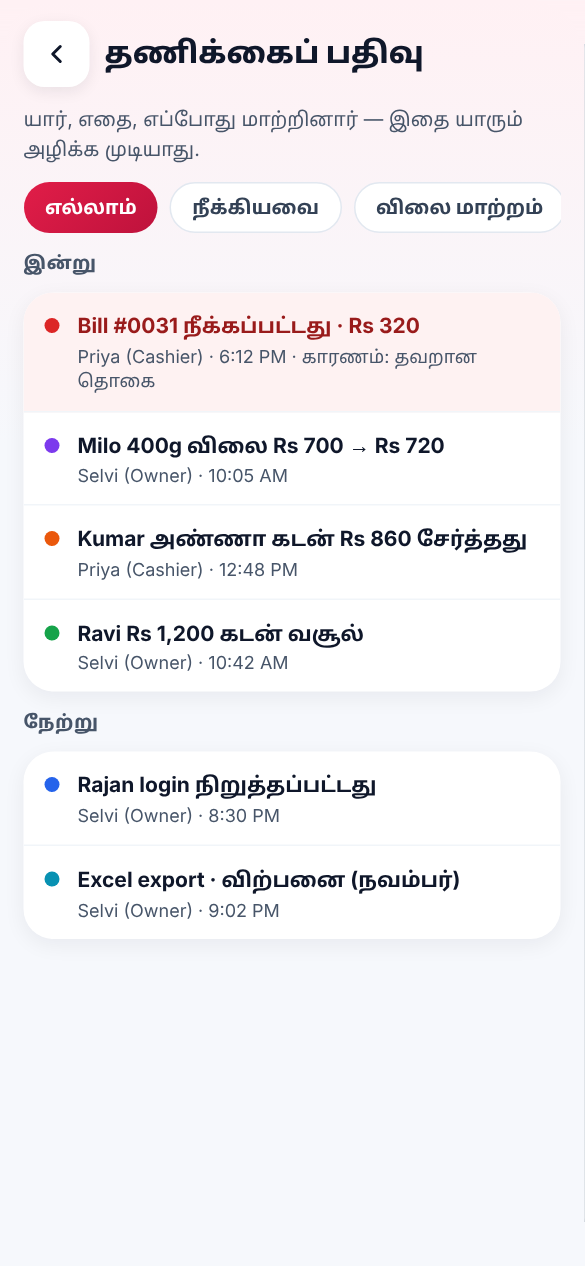 தணிக்கைப் பதிவு
யார், எதை, எப்போது மாற்றினார் — இதை யாரும்
அழிக்க முடியாது.
எல்லாம்
நீக்கியவை
விலை மாற்றம்
இன்று
Bill #0031 நீக்கப்பட்டது · Rs 320
Priya (Cashier) · 6:12 PM · காரணம்: தவறான
தொகை
Milo 400g விலை Rs 700 → Rs 720
Selvi (Owner) · 10:05 AM
Kumar அண்ணா கடன் Rs 860 சேர்த்தது
Priya (Cashier) · 12:48 PM
Ravi Rs 1,200 கடன் வசூல்
Selvi (Owner) · 10:42 AM
நேற்று
Rajan login நிறுத்தப்பட்டது
Selvi (Owner) · 8:30 PM
Excel export · விற்பனை (நவம்பர்)
Selvi (Owner) · 9:02 PM